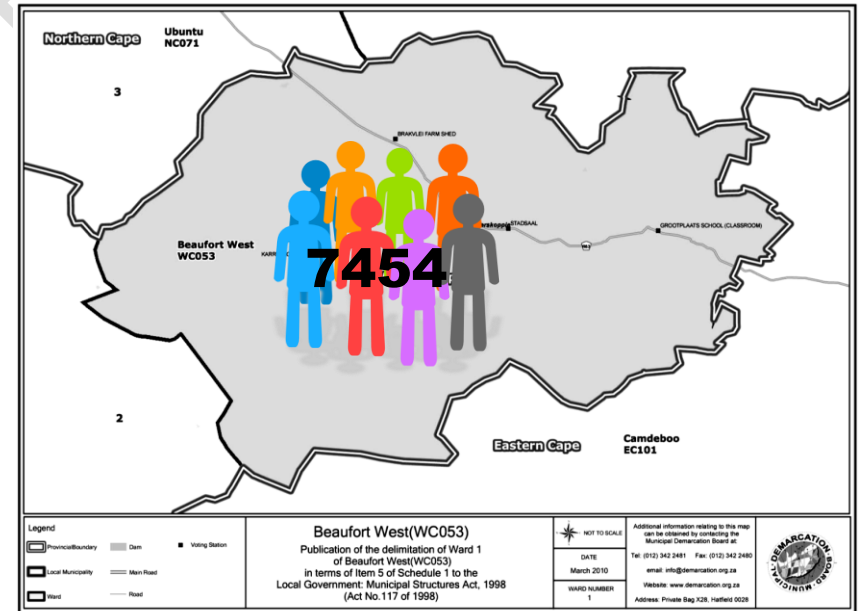 Northern Cape
Ubuntu
NC071
3
BRAKVLEI FARM SHED
STADSAAL
GROOTPLAATS SCHOOL (CLASSROOM)
Beaufort West
WC053
7454
2
Eastern Cape
Camdeboo
EC101
Legend
ProvincialBoundary
Dam
Voting Station
Local Municipality
Main Road
Ward
Road
Beaufort West(WC053)
Publication of the delimitation of Ward 1
of Beaufort West(WC053)
in terms of Item 5 of Schedule 1 to the
Local Government: Municipal Structures Act, 1998
(Act No.117 of 1998)
NOT TO SCALE
DATE
March 2010
WARD NUMBER
1
Additional information relating to this map
can be obtained by contacting the
Municipal Demarcation Board at
Tel: (012) 342 2481 Fax: (012) 342 2480
email: info@demarcation.org.za
Website: www.demarcation.org.za
Address: Private Bag X28, Hatfield 0028
MUNICIPAL DEMARCATION BOARD